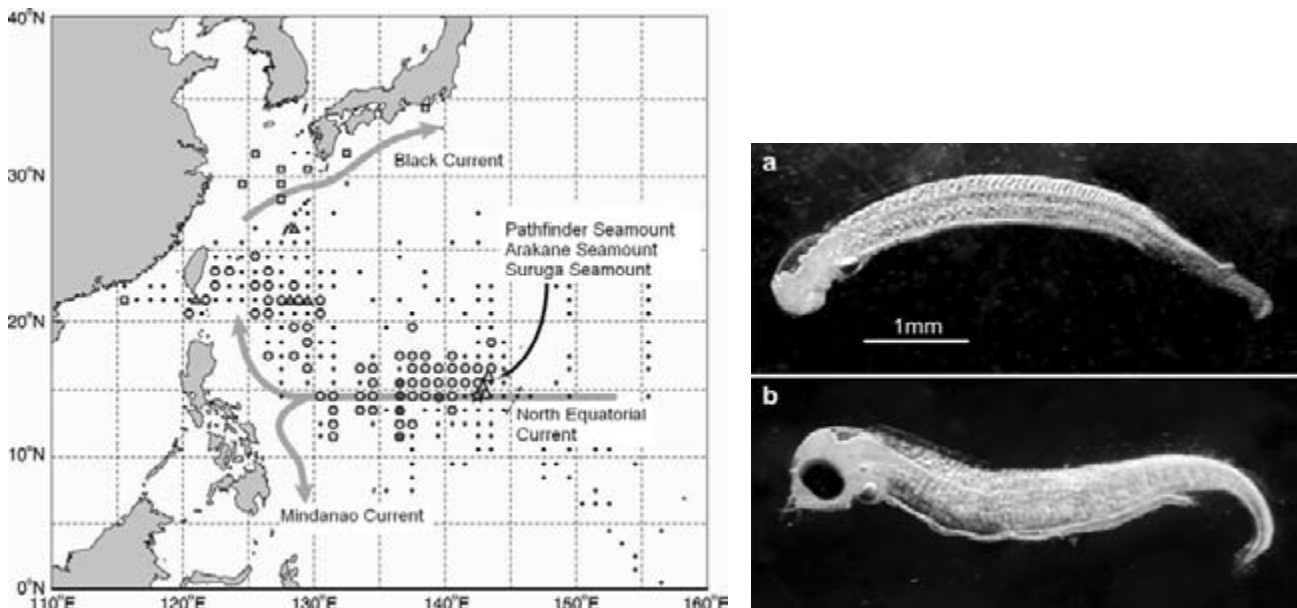 40°N
30°N
20°N
10°N
0°N
110°E
120°E
130°E
140°E
150°E
160°E
Black Current
Pathfinder Seamount
Arakane Seamount
Suruga Seamount
North Equatorial
Current
Mindanao Current
a
1mm
b